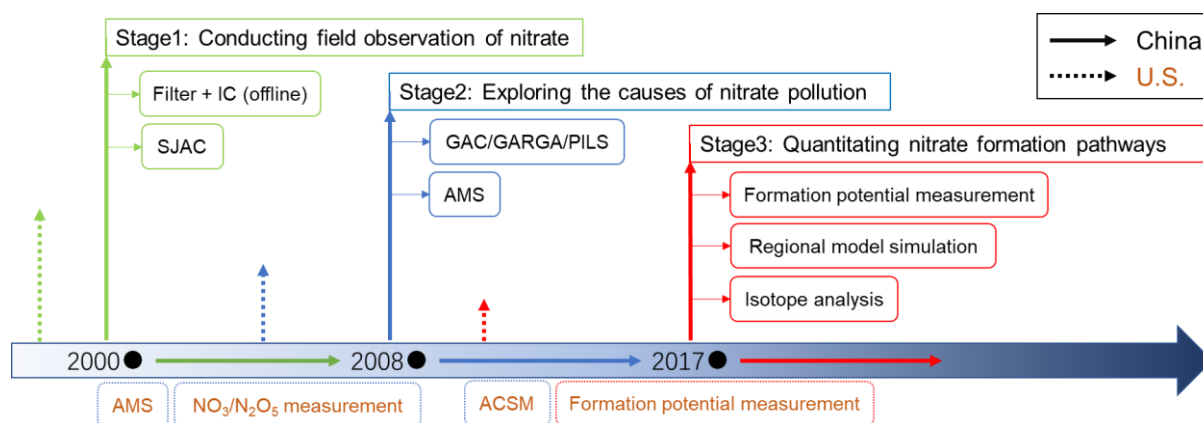 Stage1: Conducting field observation of nitrate
China
U.S.
Filter + IC (offline)
SJAC
Stage2: Exploring the causes of nitrate pollution
GAC/GARGA/PILS
AMS
Stage3: Quantitating nitrate formation pathways
Formation potential measurement
Regional model simulation
Isotope analysis
2000
2008
2017
AMS
NO₃/N₂O₅ measurement
ACSM
Formation potential measurement